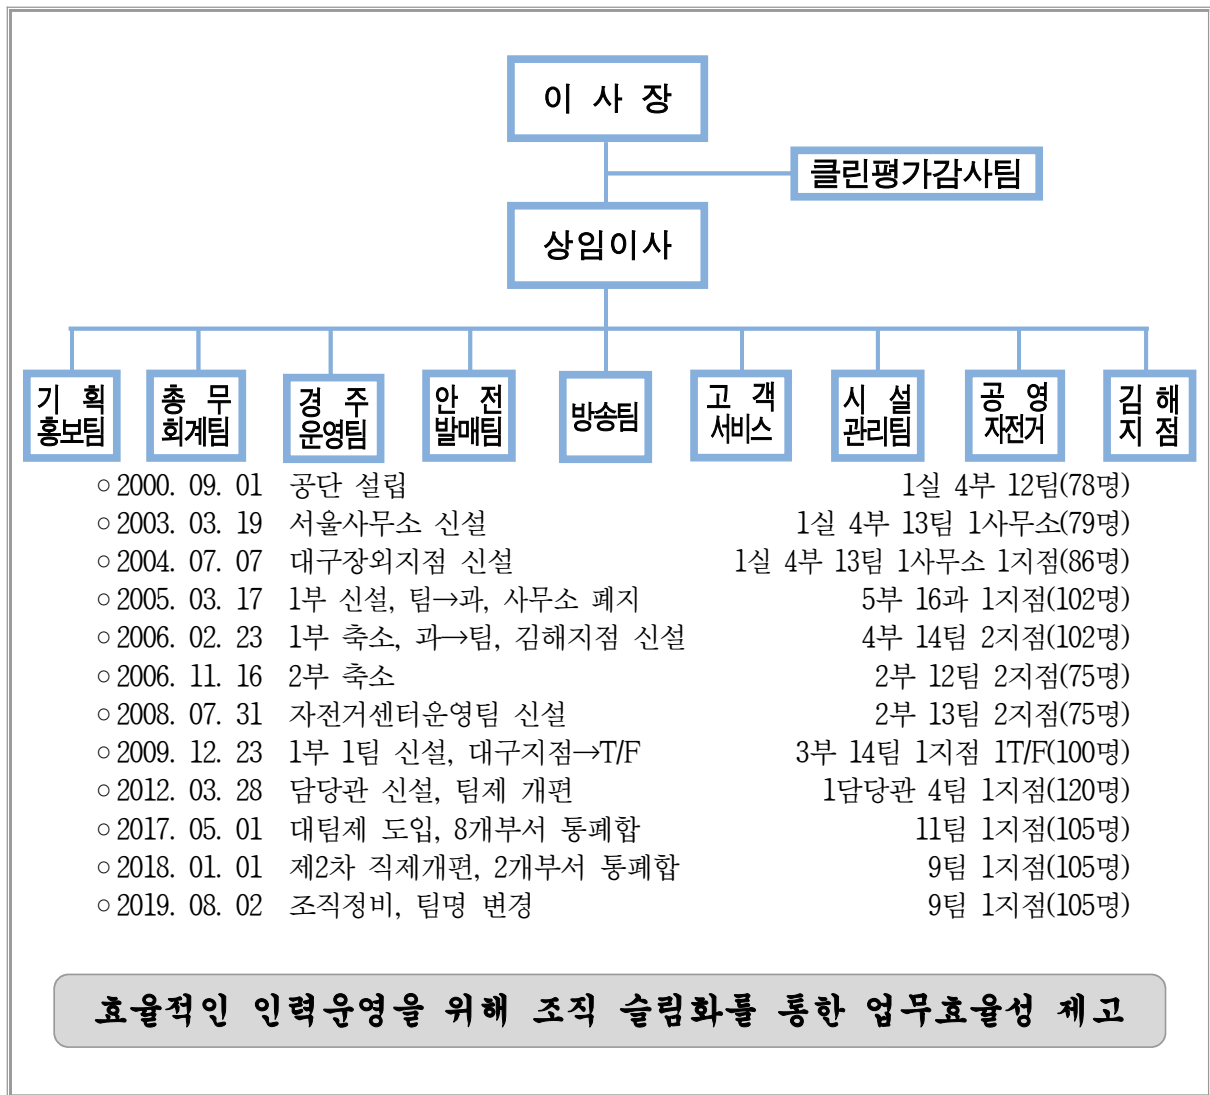 이 사 장
클린평가감사팀
상임이사
기 획
홍보팀
총 무
회계팀
경 주
운영팀
안 전
발매팀
방송팀
고 객
서비스
시 설
관리팀
공 영
자전거
김 해
지 점
○ 2000. 09. 01 공단 설립 1실 4부 12팀(78명)
○ 2003. 03. 19 서울사무소 신설 1실 4부 13팀 1사무소(79명)
○ 2004. 07. 07 대구장외지점 신설 1실 4부 13팀 1사무소 1지점(86명)
○ 2005. 03. 17 1부 신설, 팀→과, 사무소 폐지 5부 16과 1지점(102명)
○ 2006. 02. 23 1부 축소, 과→팀, 김해지점 신설 4부 14팀 2지점(102명)
○ 2006. 11. 16 2부 축소 2부 12팀 2지점(75명)
○ 2008. 07. 31 자전거센터운영팀 신설 2부 13팀 2지점(75명)
○ 2009. 12. 23 1부 1팀 신설, 대구지점→T/F 3부 14팀 1지점 1T/F(100명)
○ 2012. 03. 28 담당관 신설, 팀제 개편 1담당관 4팀 1지점(120명)
○ 2017. 05. 01 대팀제 도입, 8개부서 통폐합 11팀 1지점(105명)
○ 2018. 01. 01 제2차 직제개편, 2개부서 통폐합 9팀 1지점(105명)
○ 2019. 08. 02 조직정비, 팀명 변경 9팀 1지점(105명)
효율적인 인력운영을 위해 조직 슬림화를 통한 업무효율성 제고